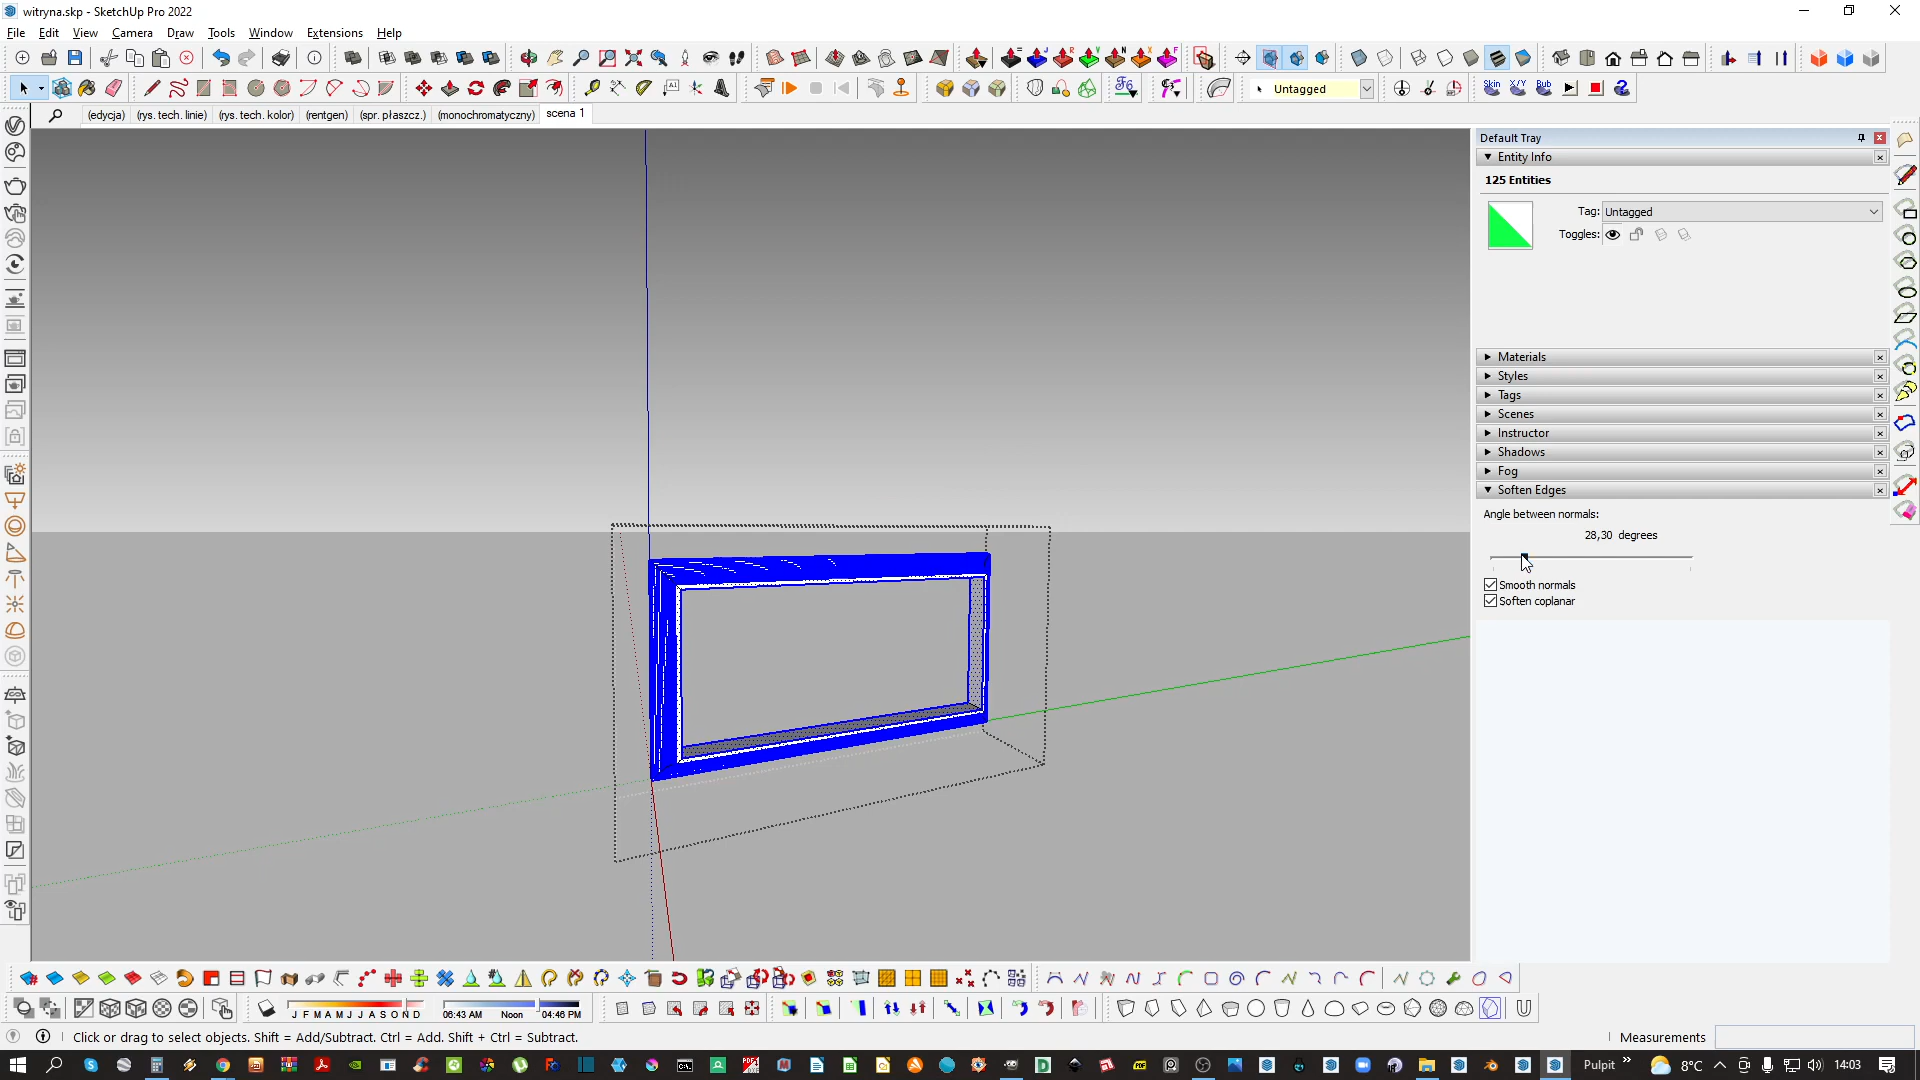 witryna.skp - SketchUp Pro 2022
File Edit View Camera Draw Tools Window Extensions Help
Untagged
Skin X/Y Bub
(edycja) (rys. tech. linie) (rys. tech. kolor) (rentgen) (spr. płaszcz.) (monochromatyczny) scena 1
Default Tray
Entity Info
125 Entities
Tag: Untagged
Toggles:
Materials
Styles
Tags
Scenes
Instructor
Shadows
Fog
Soften Edges
Angle between normals:
28,30 degrees
Smooth normals
Soften coplanar
J F M A M J J A S O N D
06:43 AM Noon 04:46 PM
Click or drag to select objects. Shift = Add/Subtract. Ctrl = Add. Shift + Ctrl = Subtract.
Measurements
Pulpit
8°C
14:03